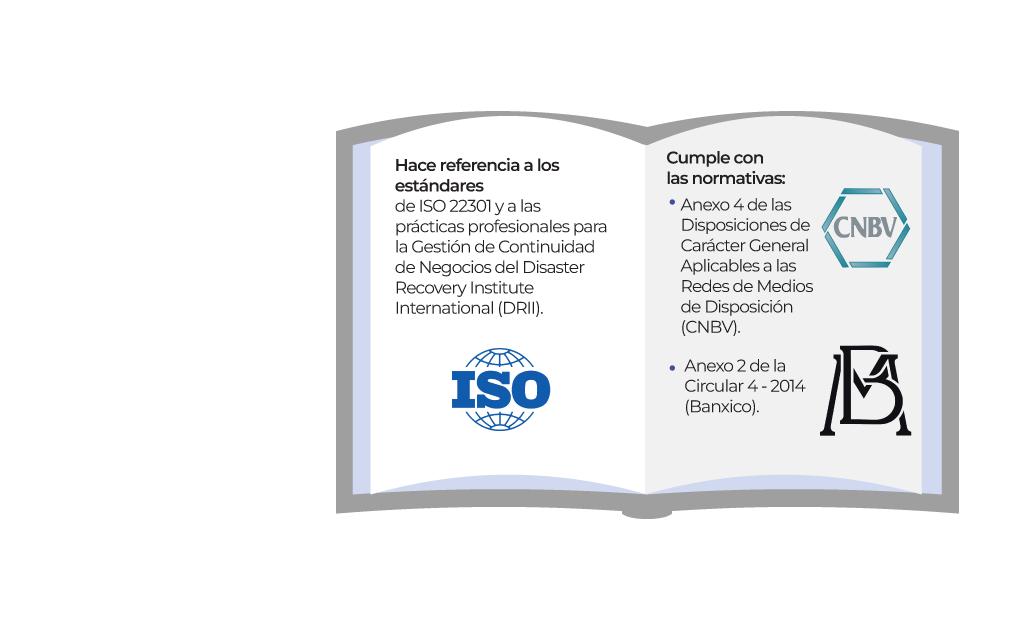 Hace referencia a los
estándares
de ISO 22301 y a las
prácticas profesionales para
la Gestión de Continuidad
de Negocios del Disaster
Recovery Institute
International (DRII).
ISO
Cumple con
las normativas:
• Anexo 4 de las
Disposiciones de
Carácter General
Aplicables a las
Redes de Medios
de Disposición
(CNBV).
CNBV
• Anexo 2 de la
Circular 4 - 2014
(Banxico).